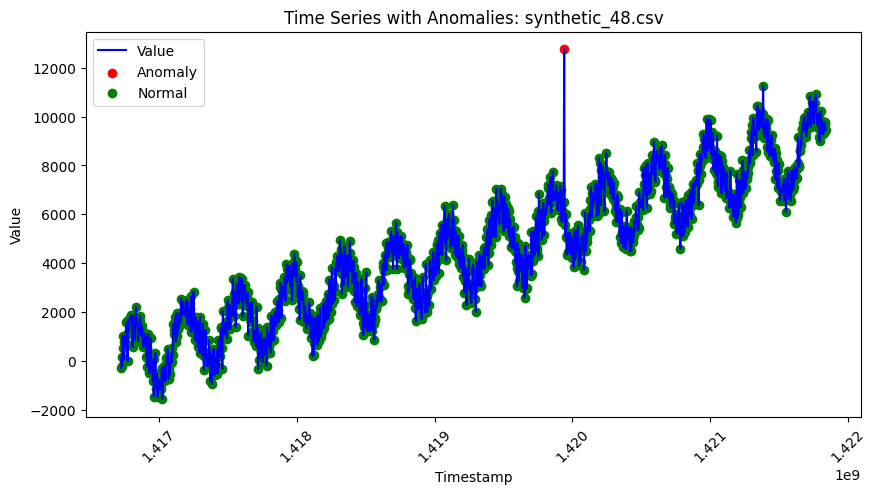 Time Series with Anomalies: synthetic_48.csv
Value
Anomaly
Normal
12000
10000
8000
6000
4000
2000
0
−2000
Value
1.417
1.418
1.419
1.420
1.421
1.422
1e9
Timestamp